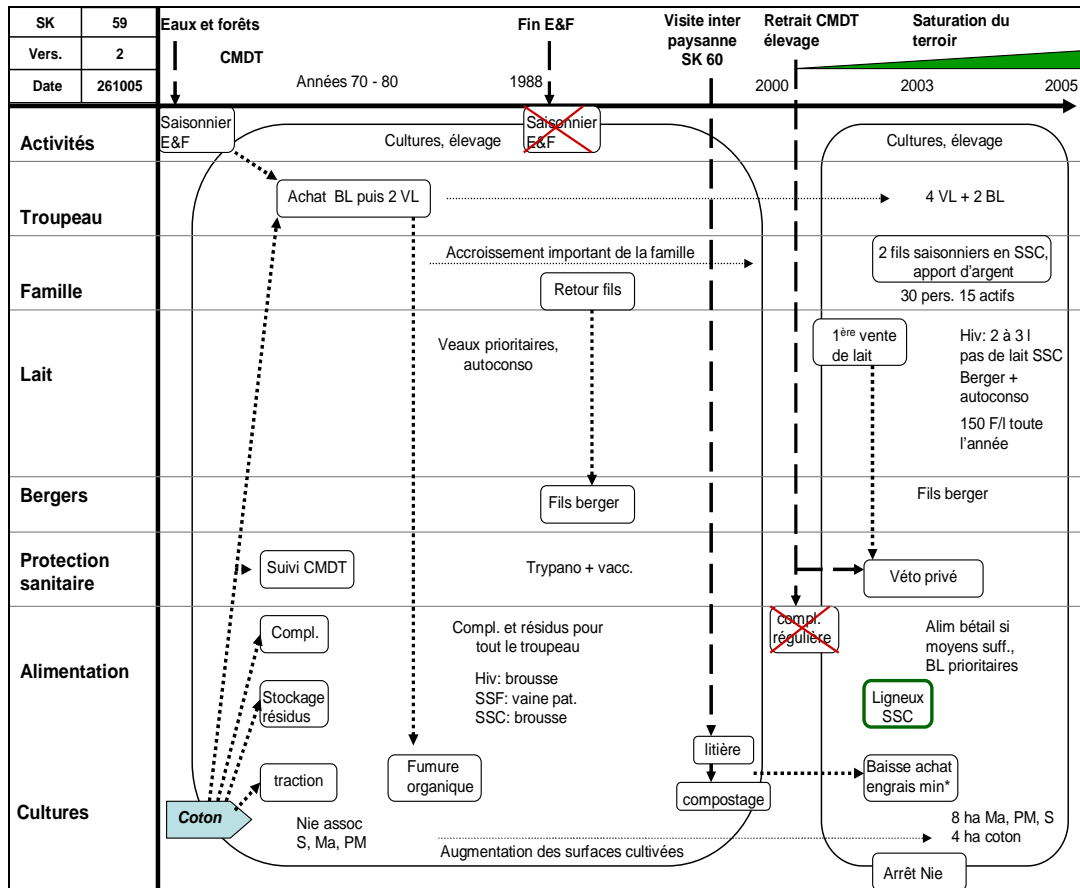 SK 59
Vers. 2
Date 261005
Eaux et forêts
CMDT
Années 70 - 80
Fin E&F
1988
Visite inter
paysanne
SK 60
Retrait CMDT
élevage
2000
Saturation du
terroir
2003
2005
Activités
Saisonnier
E&F
Cultures, élevage
Saisonnier
E&F
Cultures, élevage
Troupeau
Achat BL puis 2 VL
4 VL + 2 BL
Famille
Accroissement important de la famille
Retour fils
2 fils saisonniers en SSC,
apport d'argent
30 pers. 15 actifs
Lait
Veaux prioritaires,
autoconso
1ère vente
de lait
Hiv: 2 à 3 l
pas de lait SSC
Berger +
autoconso
150 F/l toute
l'année
Bergers
Fils berger
Fils berger
Protection
sanitaire
Suivi CMDT
Trypano + vacc.
Véto privé
Alimentation
Compl.
Stockage
résidus
Compl. et résidus pour
tout le troupeau
Hiv: brousse
SSF: vaine pat.
SSC: brousse
compl.
régulière
Alim bétail si
moyens suff.,
BL prioritaires
Ligneux
SSC
Cultures
Coton
traction
Nie assoc
S, Ma, PM
Fumure
organique
litière
compostage
Augmentation des surfaces cultivées
Baisse achat
engrais min*
8 ha Ma, PM, S
4 ha coton
Arrêt Nie